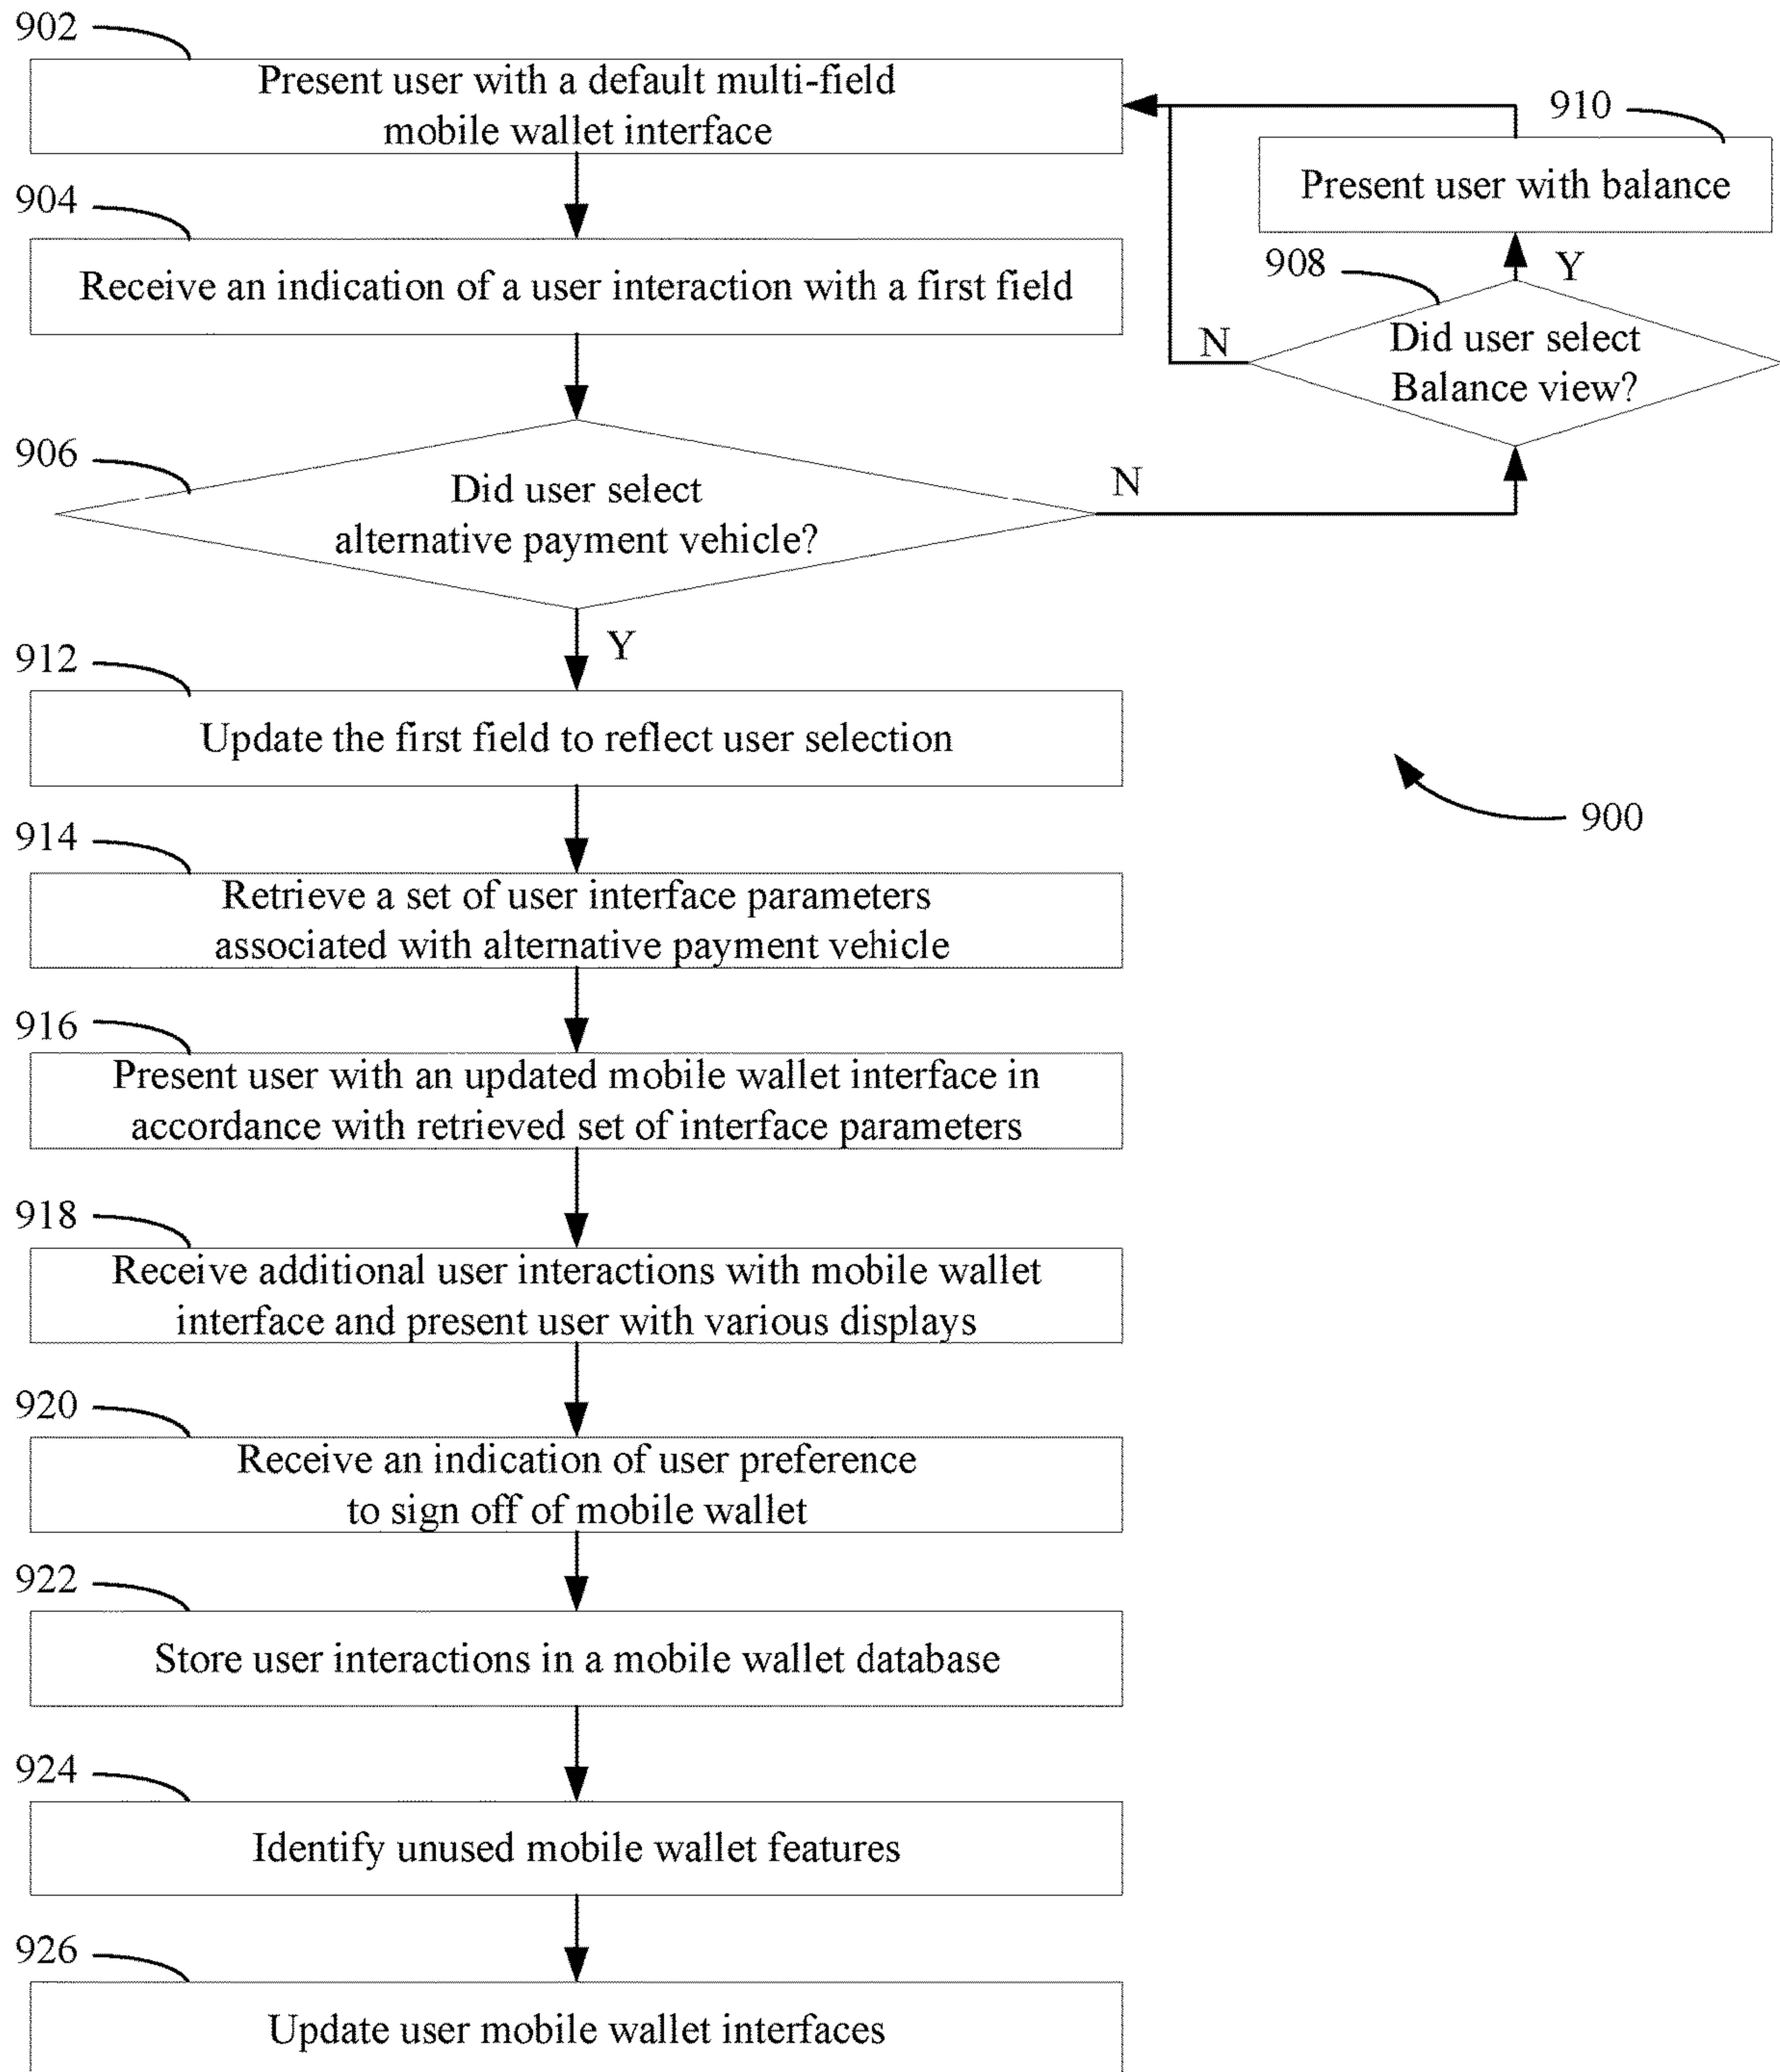 902
Present user with a default multi-field
mobile wallet interface
910
Present user with balance
904
Receive an indication of a user interaction with a first field
908
Y
N
Did user select
Balance view?
906
Did user select
alternative payment vehicle?
N
Y
912
Update the first field to reflect user selection
900
914
Retrieve a set of user interface parameters
associated with alternative payment vehicle
916
Present user with an updated mobile wallet interface in
accordance with retrieved set of interface parameters
918
Receive additional user interactions with mobile wallet
interface and present user with various displays
920
Receive an indication of user preference
to sign off of mobile wallet
922
Store user interactions in a mobile wallet database
924
Identify unused mobile wallet features
926
Update user mobile wallet interfaces